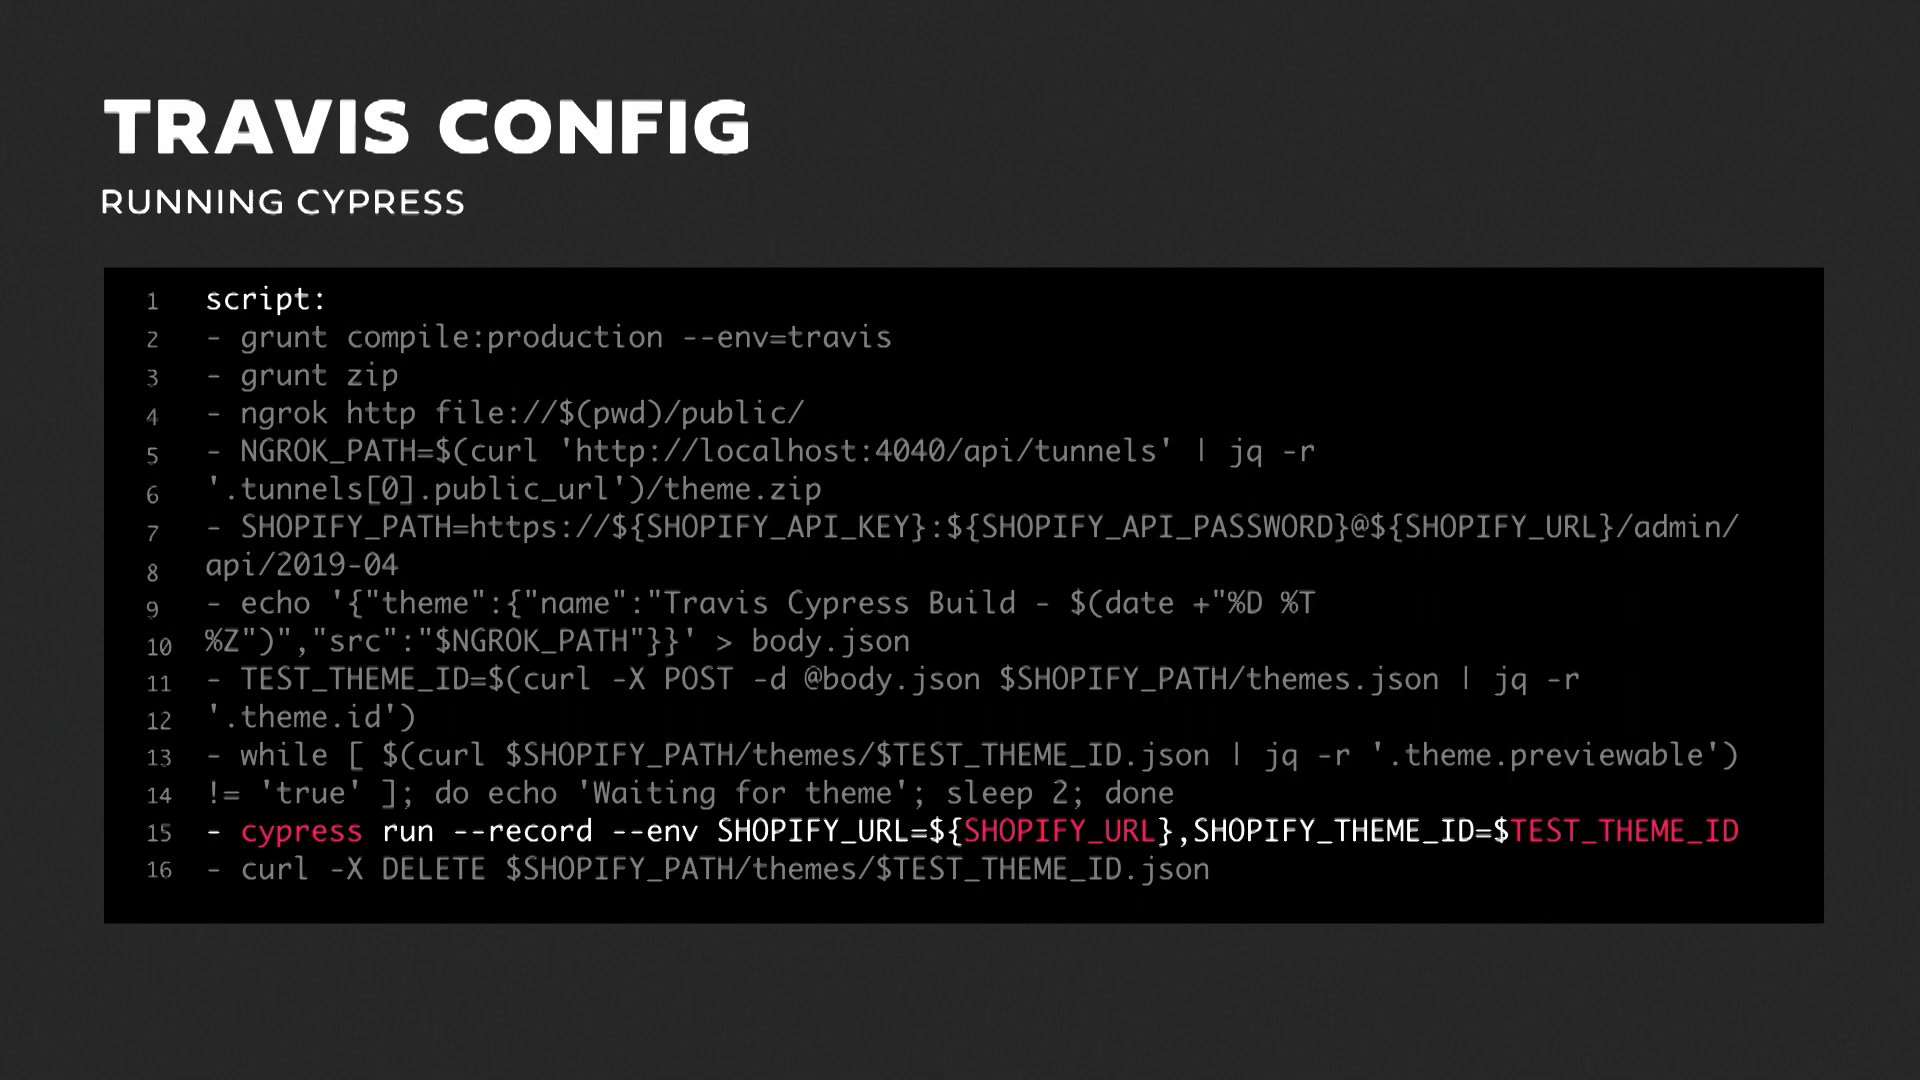 TRAVIS CONFIG
RUNNING CYPRESS
1 script:
2 - grunt compile:production --env=travis
3 - grunt zip
4 - ngrok http file://$(pwd)/public/
5 - NGROK_PATH=$(curl 'http://localhost:4040/api/tunnels' | jq -r
6 '.tunnels[0].public_url')/theme.zip
7 - SHOPIFY_PATH=https://${SHOPIFY_API_KEY}:${SHOPIFY_API_PASSWORD}@${SHOPIFY_URL}/admin/
8 api/2019-04
9 - echo '{"theme":{"name":"Travis Cypress Build - $(date +"%D %T
10 %Z")","src":"$NGROK_PATH"}}' > body.json
11 - TEST_THEME_ID=$(curl -X POST -d @body.json $SHOPIFY_PATH/themes.json | jq -r
12 '.theme.id')
13 - while [ $(curl $SHOPIFY_PATH/themes/$TEST_THEME_ID.json | jq -r '.theme.previewable')
14 != 'true' ]; do echo 'Waiting for theme'; sleep 2; done
15 - cypress run --record --env SHOPIFY_URL=${SHOPIFY_URL},SHOPIFY_THEME_ID=$TEST_THEME_ID
16 - curl -X DELETE $SHOPIFY_PATH/themes/$TEST_THEME_ID.json